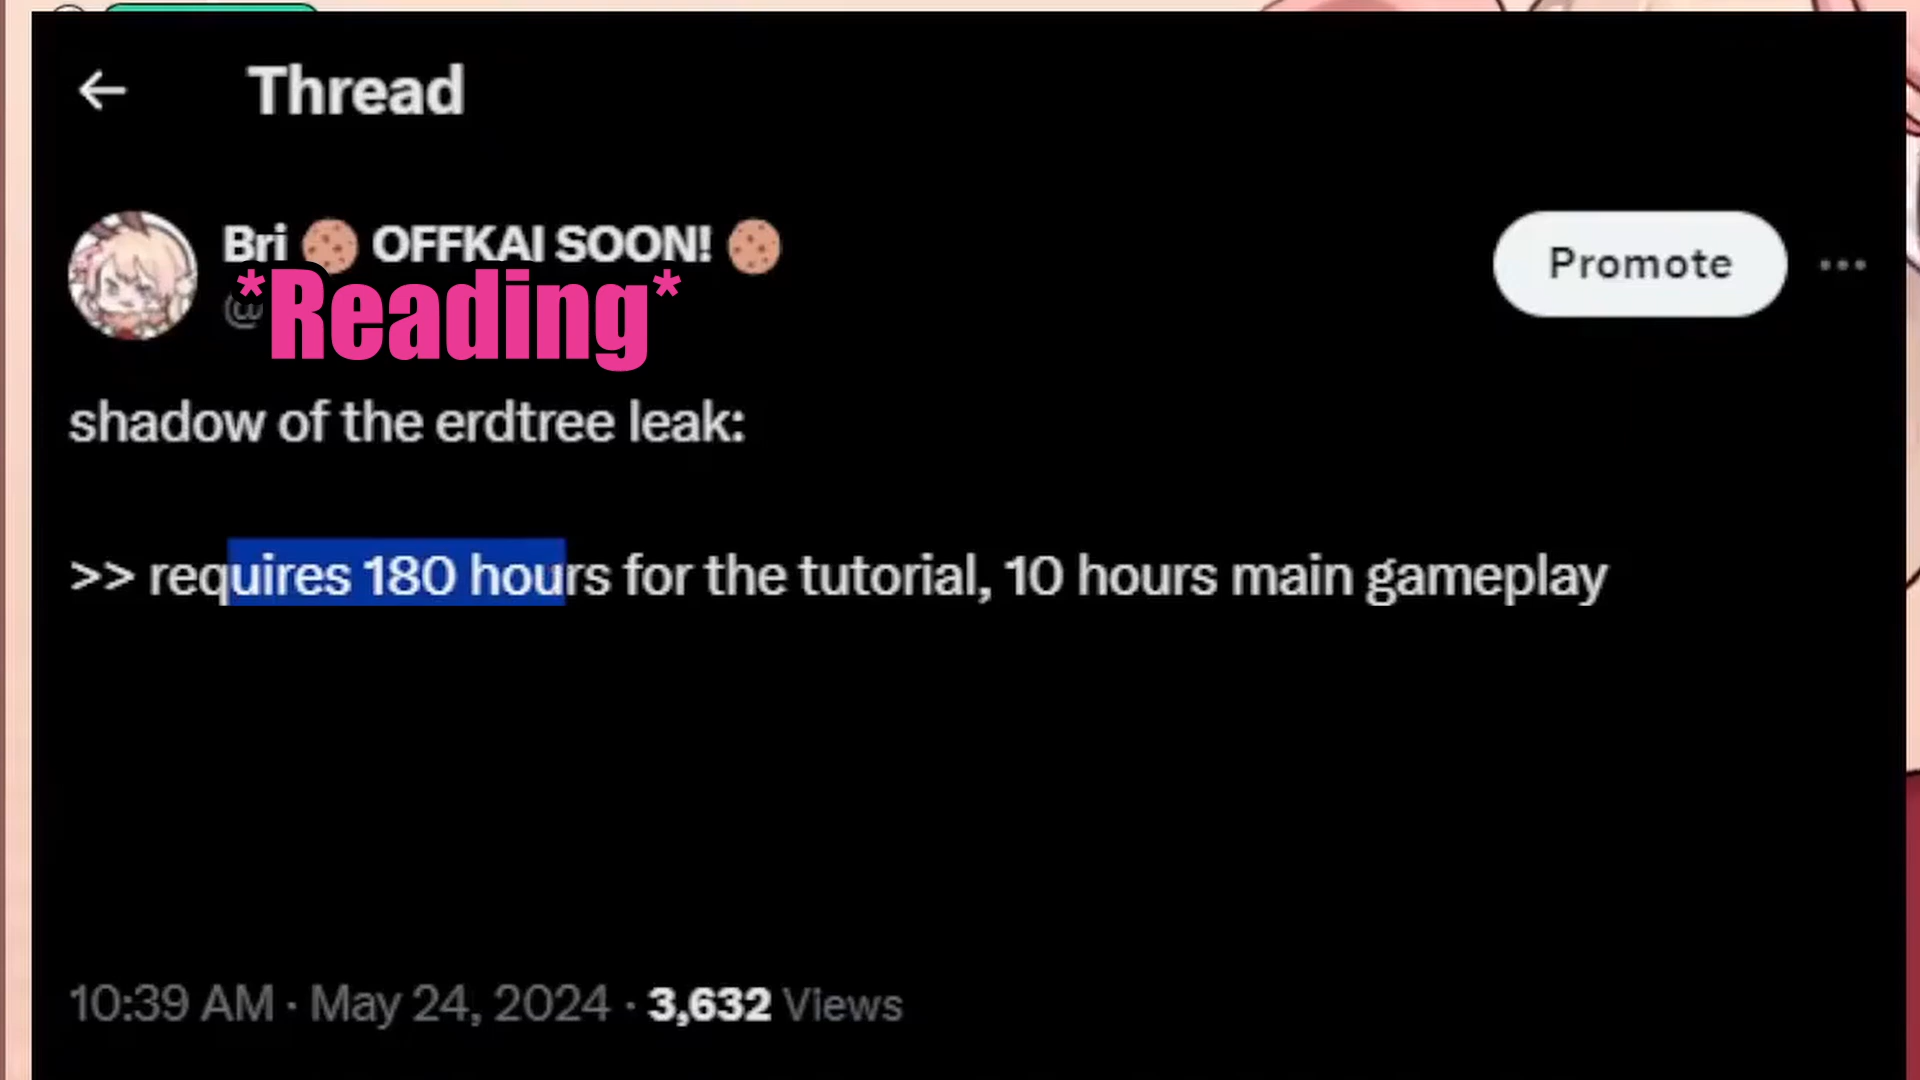 Thread
Bri 🍪 OFFKAI SOON! 🍪
Promote
@
*Reading*
shadow of the erdtree leak:
>> requires 180 hours for the tutorial, 10 hours main gameplay
10:39 AM · May 24, 2024 · 3,632 Views